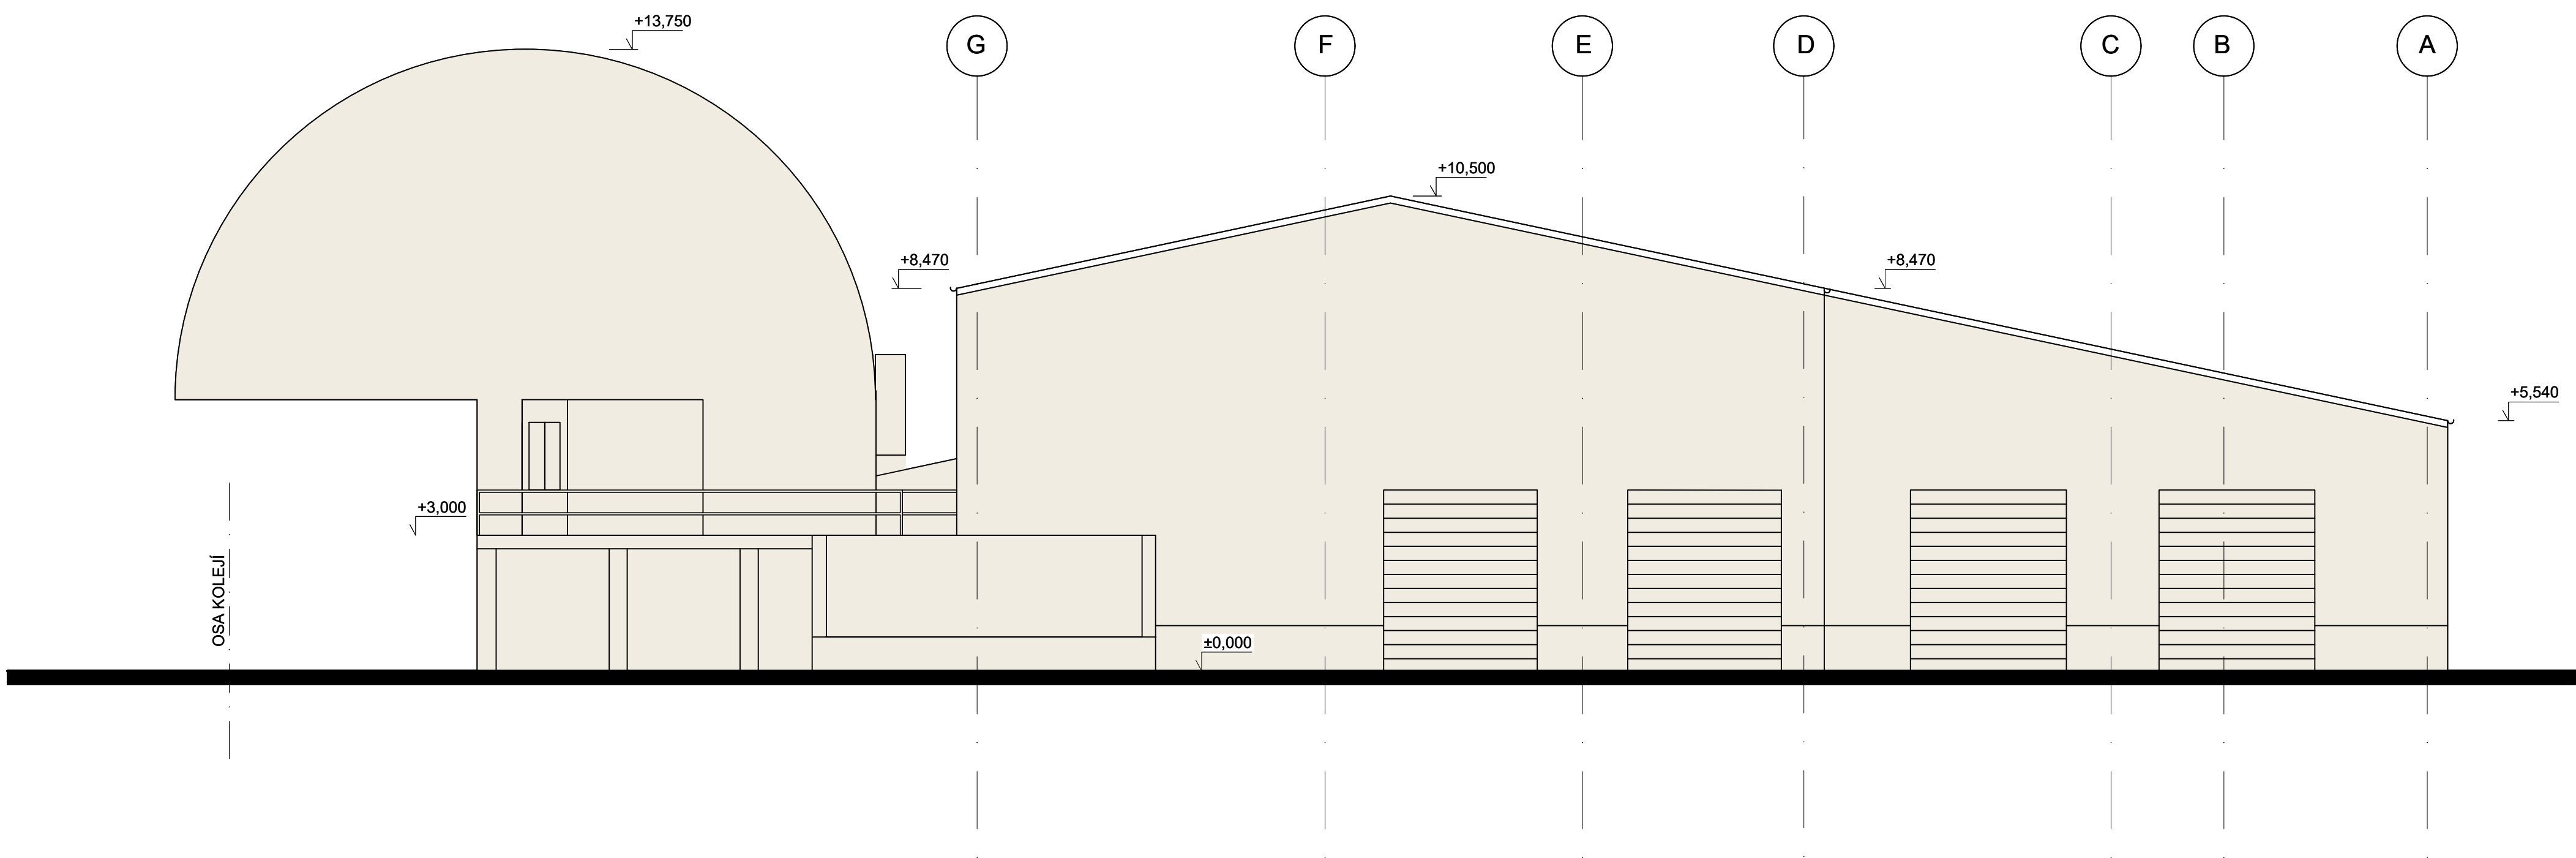 +13,750
G
F
E
D
C
B
A
+10,500
+8,470
+8,470
+5,540
+3,000
OSA KOLEJÍ
±0,000